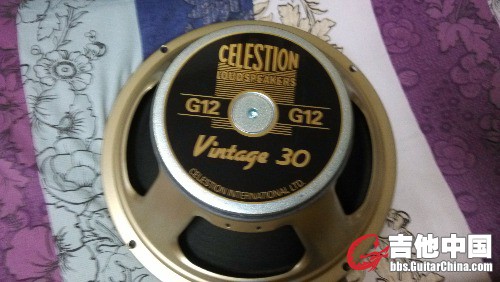 CELESTION
LOUDSPEAKERS
G12 G12
Vintage 30
CELESTION INTERNATIONAL LTD.
吉他中国
bbs.GuitarChina.com